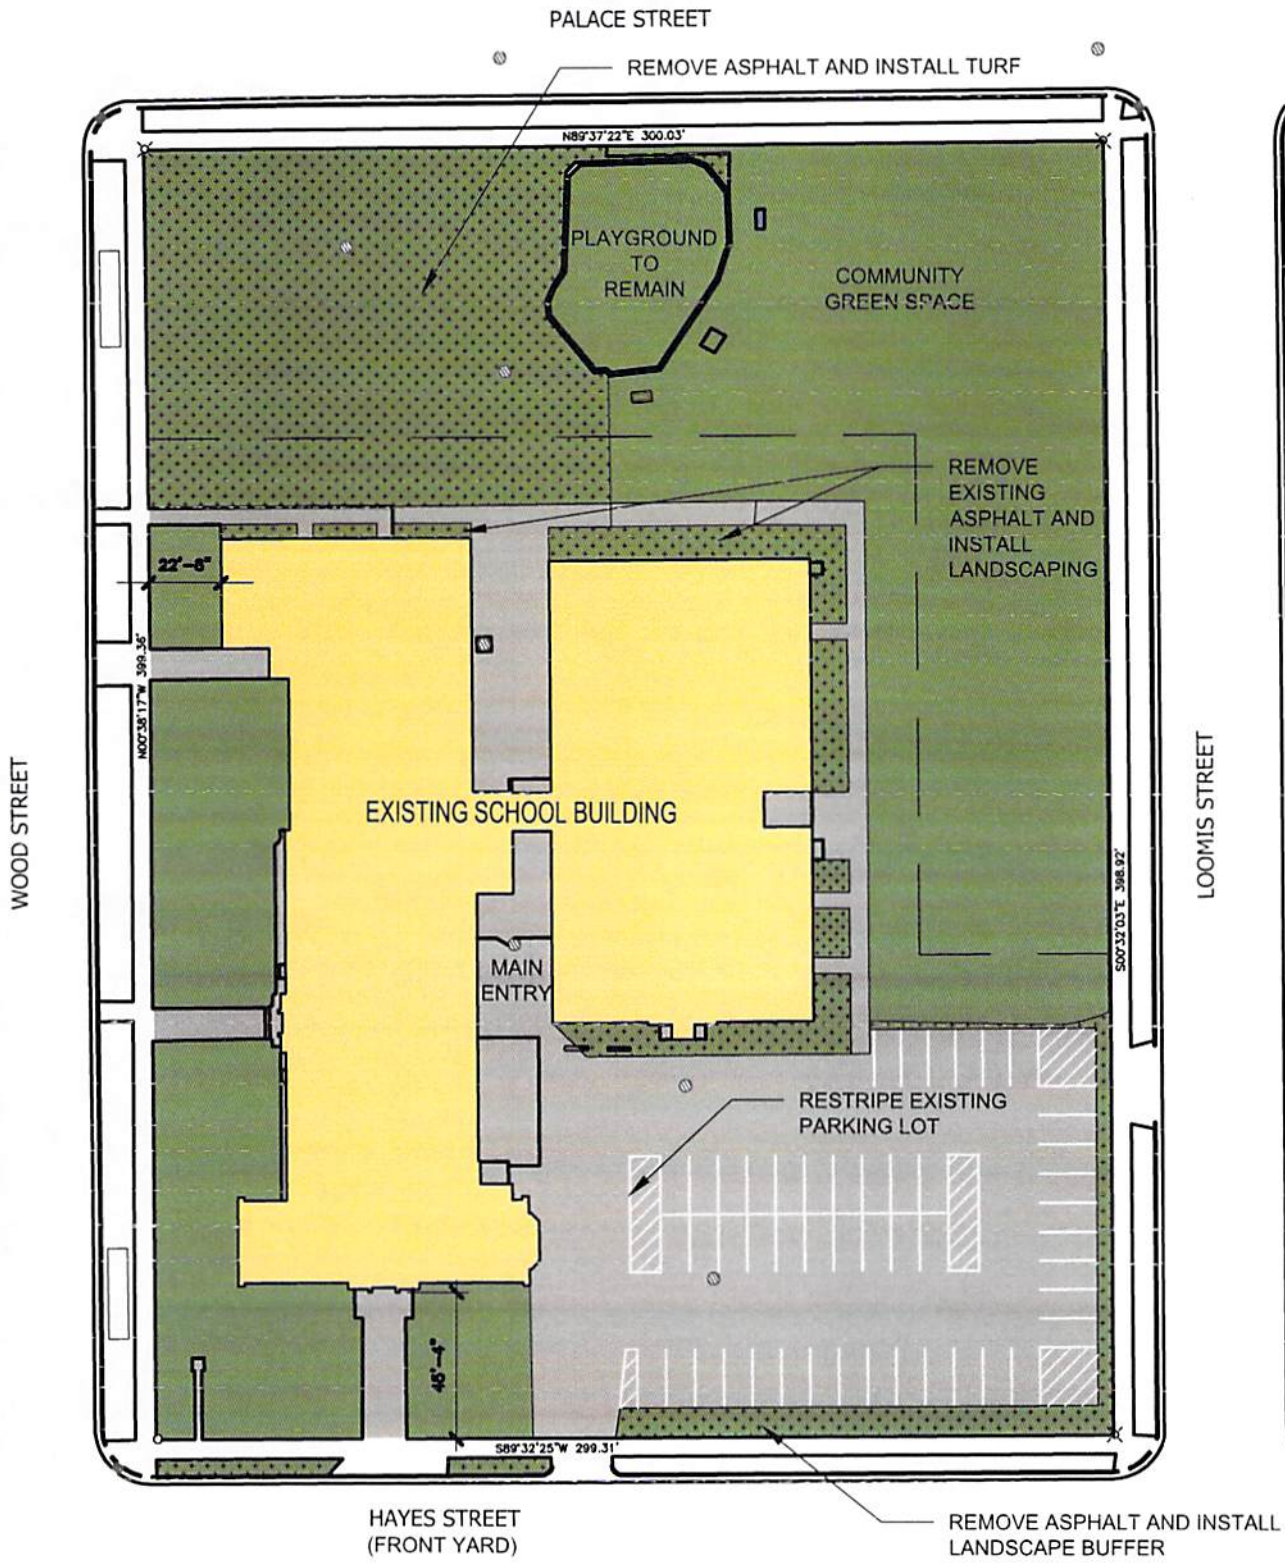 PALACE STREET
REMOVE ASPHALT AND INSTALL TURF
N89°37'22"E 300.03'
PLAYGROUND
TO
REMAIN
COMMUNITY
GREEN SPACE
REMOVE
EXISTING
ASPHALT AND
INSTALL
LANDSCAPING
22'-6"
N00°38'17"W 399.36'
WOOD STREET
EXISTING SCHOOL BUILDING
LOOMIS STREET
S00°32'03"E 398.92'
MAIN
ENTRY
RESTRIPE EXISTING
PARKING LOT
S89°32'25"W 299.31'
HAYES STREET
(FRONT YARD)
REMOVE ASPHALT AND INSTALL
LANDSCAPE BUFFER